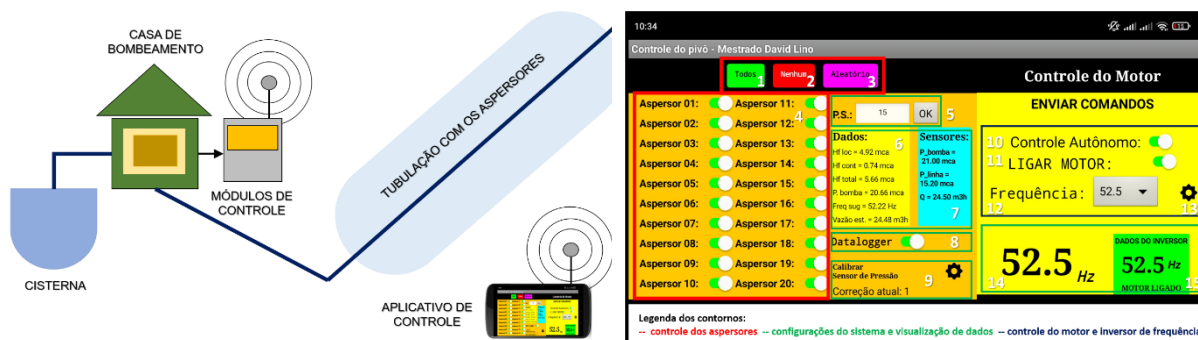 CASA DE
BOMBEAMENTO
TUBULAÇÃO COM OS ASPERSORES
MÓDULOS DE
CONTROLE
CISTERNA
APLICATIVO DE
CONTROLE
10:34
Controle do pivô - Mestrado David Lino
Todos 1 Nenhum 2 Aleatório 3
Controle do Motor
Aspersor 01: Aspersor 11:
Aspersor 02: Aspersor 12:
Aspersor 03: Aspersor 13:
Aspersor 04: Aspersor 14:
Aspersor 05: Aspersor 15:
Aspersor 06: Aspersor 16:
Aspersor 07: Aspersor 17:
Aspersor 08: Aspersor 18:
Aspersor 09: Aspersor 19:
Aspersor 10: Aspersor 20:
4
P.S.: 15 OK 5
Dados: 6
Hf loc = 4.92 mca
Hf cont = 0.74 mca
Hf total = 5.66 mca
P. bomba = 20.66 mca
Freq sug = 52.22 Hz
Vazão est. = 24.48 m3h
Sensores:
P_bomba =
21.00 mca
P_linha =
15.20 mca
Q = 24.50 m3h
7
Datalogger 8
Calibrar
Sensor de Pressão
9
Correção atual: 1
ENVIAR COMANDOS
10 Controle Autônomo:
11 LIGAR MOTOR:
Frequência: 52.5
12 13
52.5 Hz
14
DADOS DO INVERSOR
52.5 Hz
MOTOR LIGADO
15
Legenda dos contornos:
-- controle dos aspersores -- configurações do sistema e visualização de dados -- controle do motor e inversor de frequência